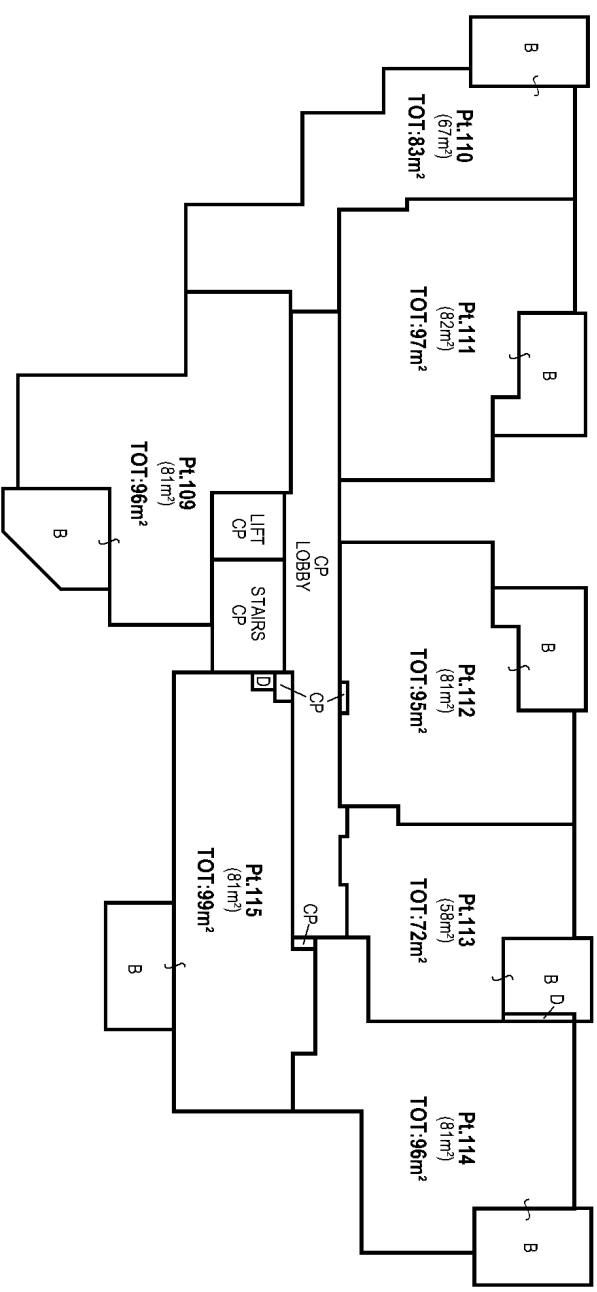 B
Pt.110
(67m²)
TOT:83m²
Pt.111
(82m²)
TOT:97m²
B
Pt.109
(81m²)
TOT:96m²
B
LIFT
CP
STAIRS
CP
CP
LOBBY
B
Pt.112
(81m²)
TOT:95m²
D
CP
Pt.113
(58m²)
TOT:72m²
B
D
Pt.115
(81m²)
TOT:99m²
CP
B
Pt.114
(81m²)
TOT:96m²
B